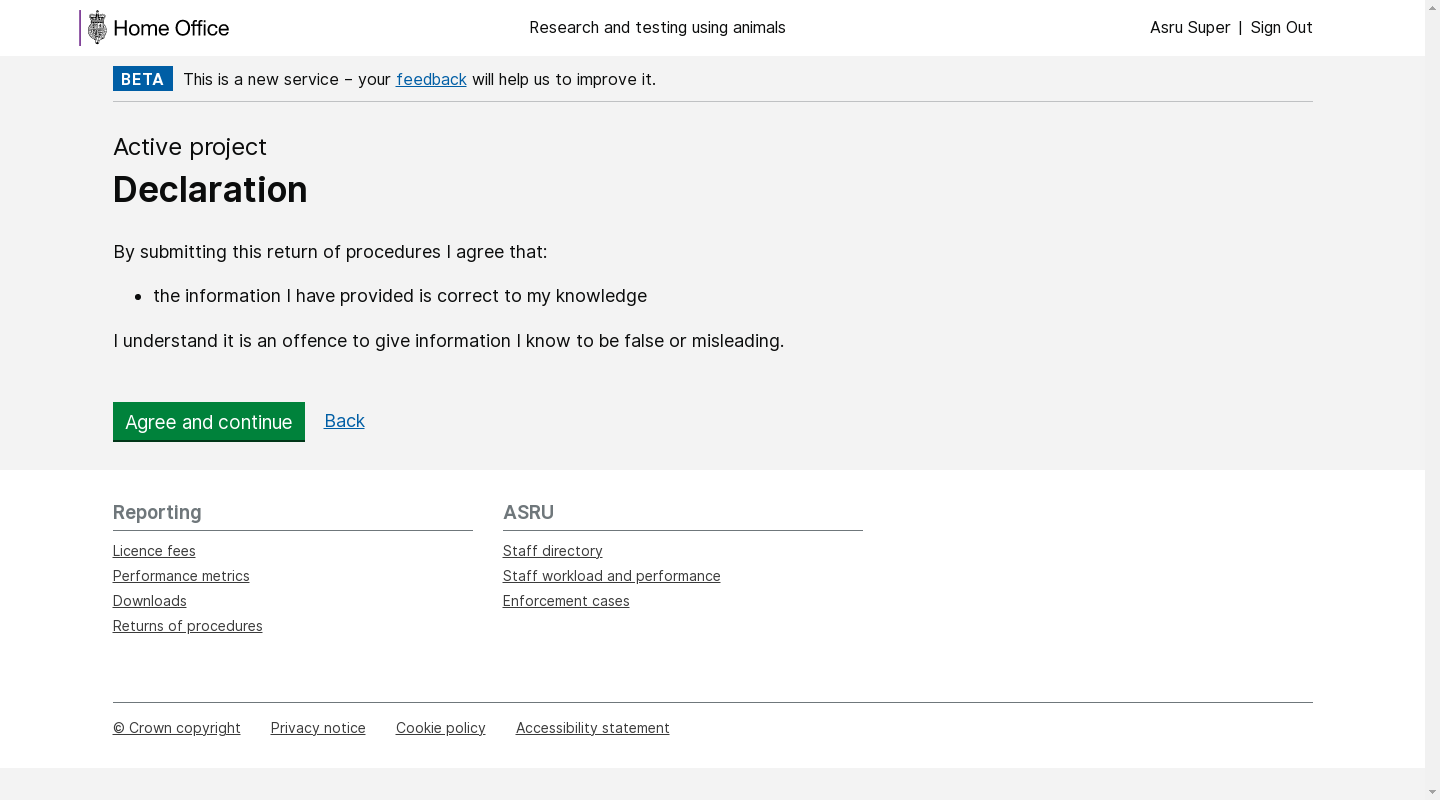 Home Office
Research and testing using animals
Asru Super | Sign Out
BETA This is a new service – your feedback will help us to improve it.
Active project
Declaration
By submitting this return of procedures I agree that:
• the information I have provided is correct to my knowledge
I understand it is an offence to give information I know to be false or misleading.
Agree and continue Back
Reporting
Licence fees
Performance metrics
Downloads
Returns of procedures
ASRU
Staff directory
Staff workload and performance
Enforcement cases
© Crown copyright Privacy notice Cookie policy Accessibility statement